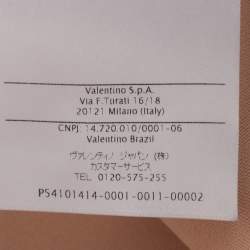 Valentino S.p.A.
Via F.Turati 16/18
20121 Milano (Italy)
CNPJ: 14.720.010/0001-06
Valentino Brazil
ヴァレンティノ ジャパン (株)
カスタマーサービス
TEL 0120-575-255
PS4101414-0001-0011-00002